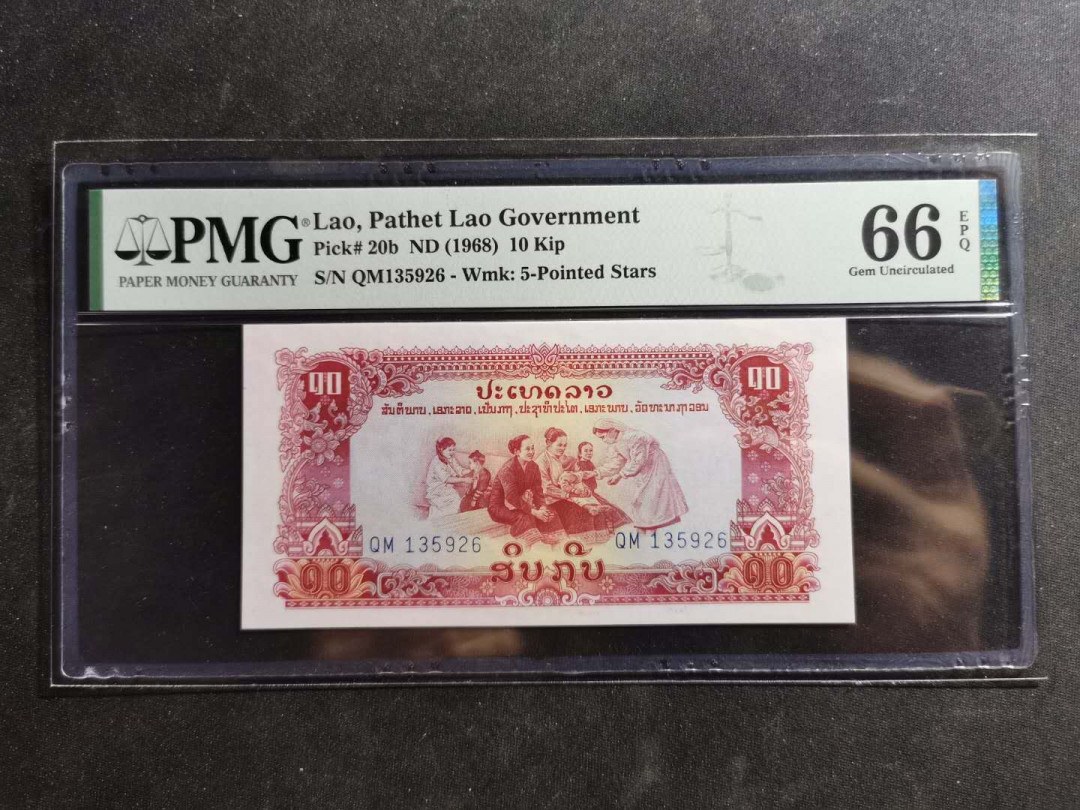 PMG®
PAPER MONEY GUARANTY
Lao, Pathet Lao Government
Pick# 20b ND (1968) 10 Kip
S/N QM135926 - Wmk: 5-Pointed Stars
66 EPQ
Gem Uncirculated
໑໐ ໑໐
ປະເທດລາວ
QM 135926 QM 135926
ສິບກີບ
໑໐ ໑໐